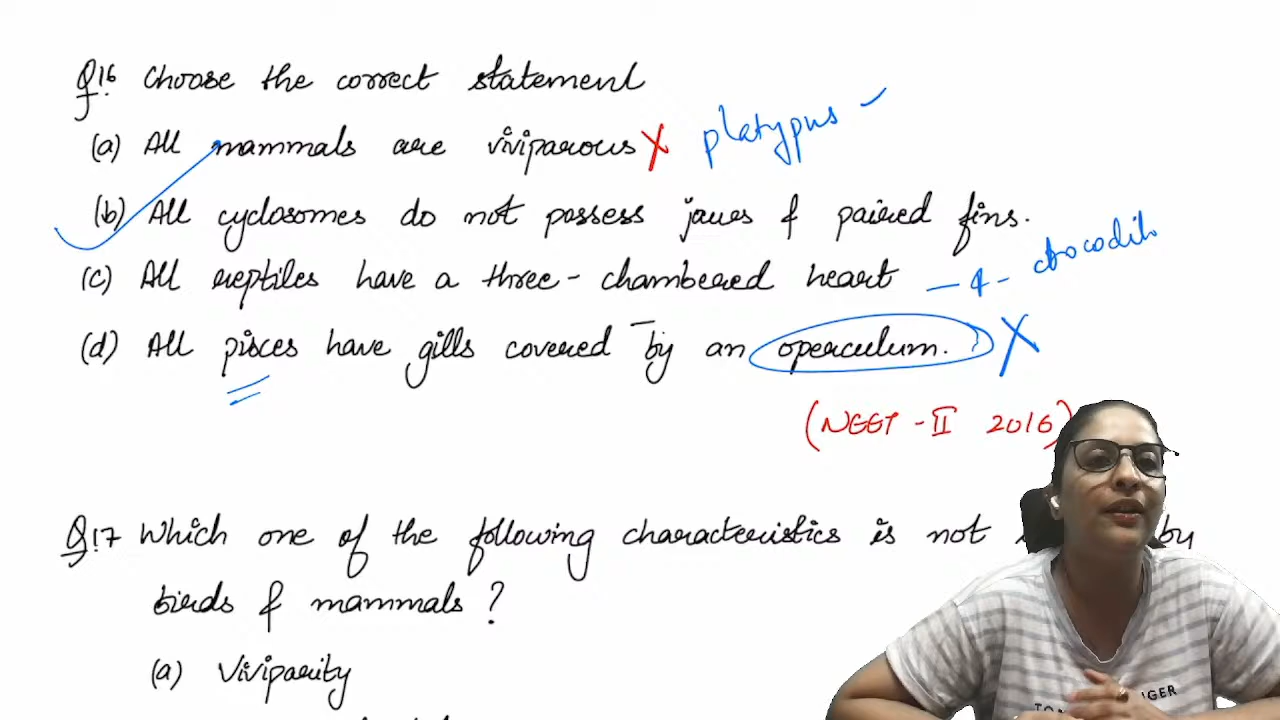 Q.16 Choose the correct statement
(a) All mammals are viviparous X platypus
(b) All cyclosomes do not possess jaws & paired fins.
(c) All reptiles have a three-chambered heart - 4 -
(d) All pisces have gills covered by an operculum. X
(NEET-II 2016)
Q.17 Which one of the following characteristics is not by
birds & mammals ?
(a) Viviparity